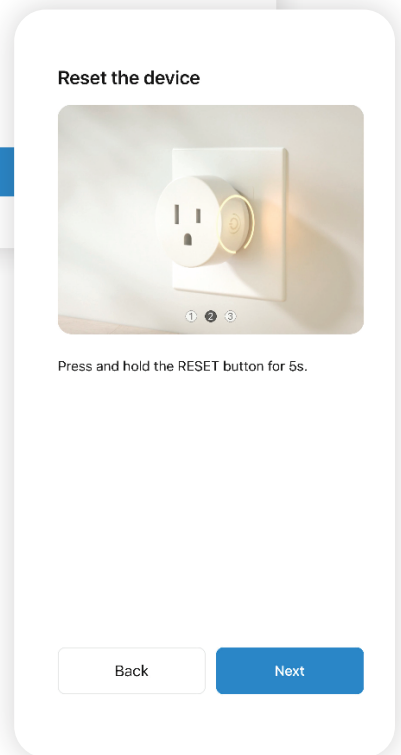 Reset the device
1 2 3
Press and hold the RESET button for 5s.
Back Next